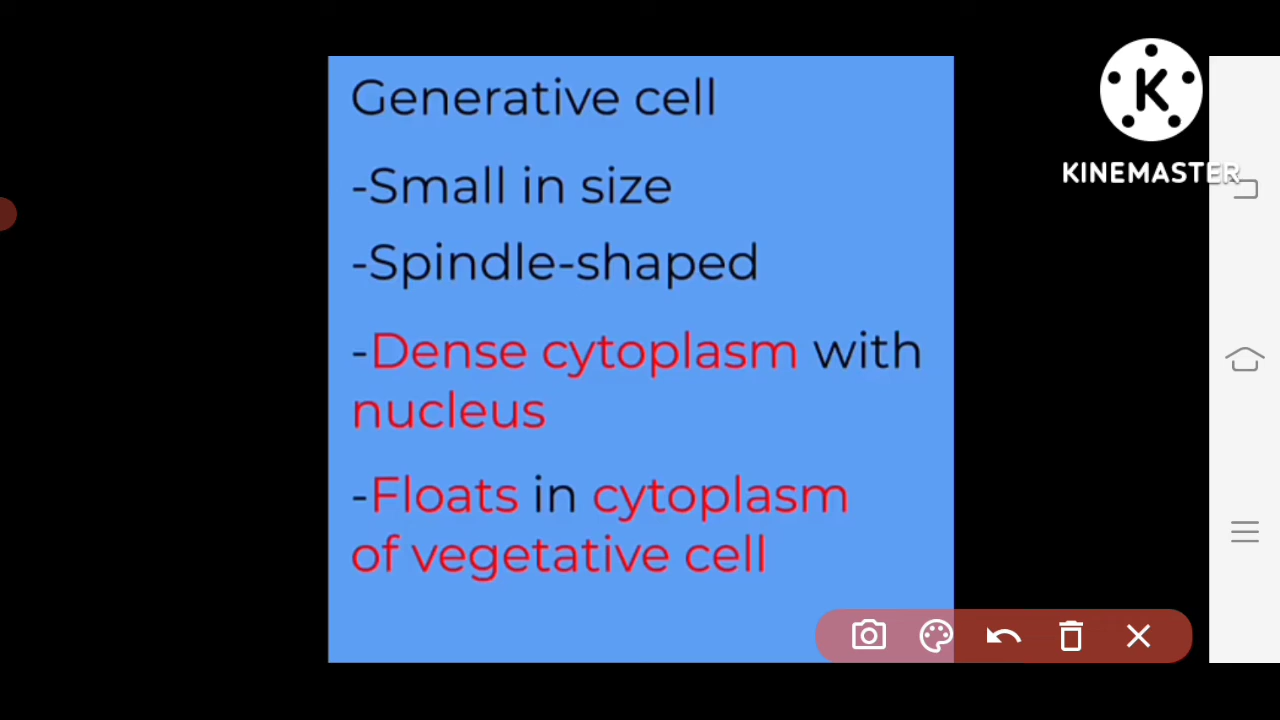 Generative cell
-Small in size
-Spindle-shaped
-Dense cytoplasm with
nucleus
-Floats in cytoplasm
of vegetative cell
K
KINEMASTER